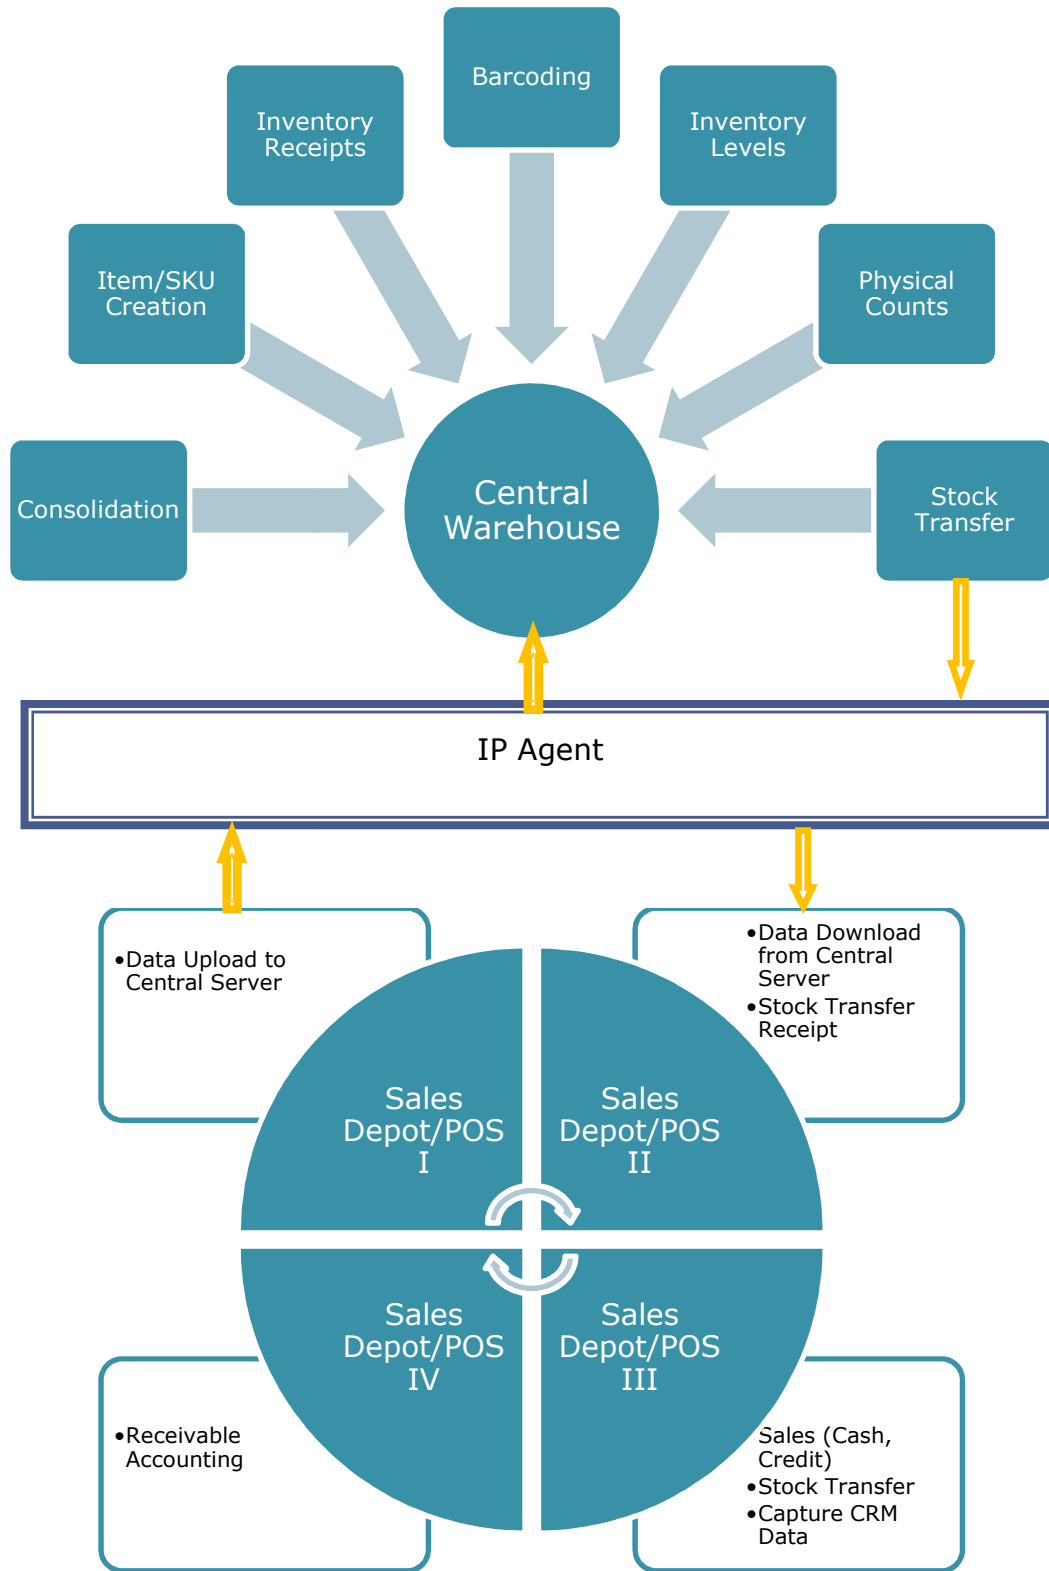 Barcoding
Inventory
Receipts
Inventory
Levels
Item/SKU
Creation
Physical
Counts
Consolidation
Central
Warehouse
Stock
Transfer
IP Agent
•Data Upload to
Central Server
•Data Download
from Central
Server
•Stock Transfer
Receipt
Sales
Depot/POS
I
Sales
Depot/POS
II
Sales
Depot/POS
IV
Sales
Depot/POS
III
•Receivable
Accounting
Sales (Cash,
Credit)
•Stock Transfer
•Capture CRM
Data